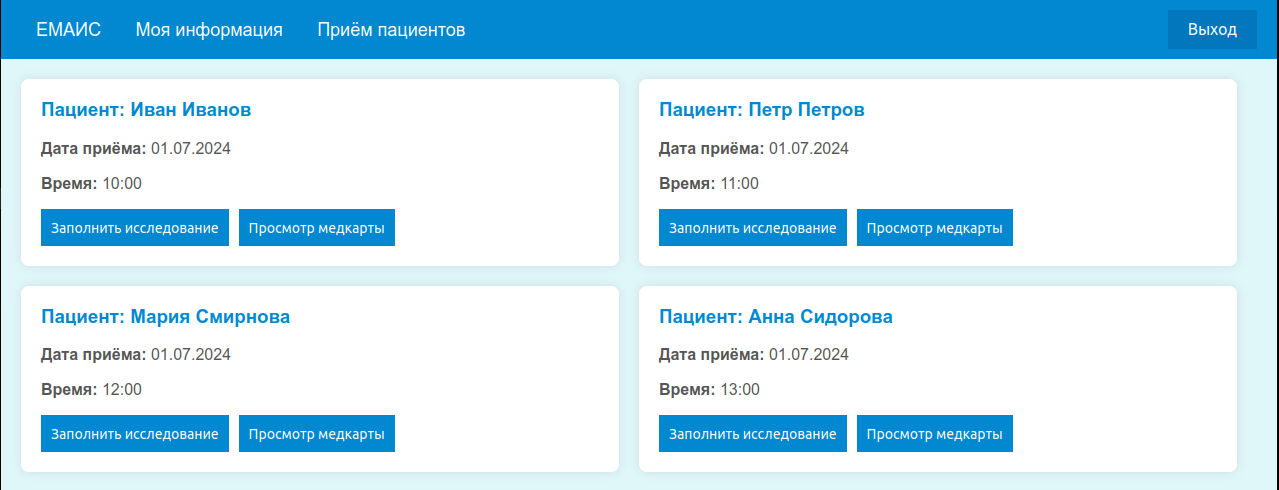 ЕМАИС Моя информация Приём пациентов Выход
Пациент: Иван Иванов
Дата приёма: 01.07.2024
Время: 10:00
Заполнить исследование Просмотр медкарты
Пациент: Петр Петров
Дата приёма: 01.07.2024
Время: 11:00
Заполнить исследование Просмотр медкарты
Пациент: Мария Смирнова
Дата приёма: 01.07.2024
Время: 12:00
Заполнить исследование Просмотр медкарты
Пациент: Анна Сидорова
Дата приёма: 01.07.2024
Время: 13:00
Заполнить исследование Просмотр медкарты